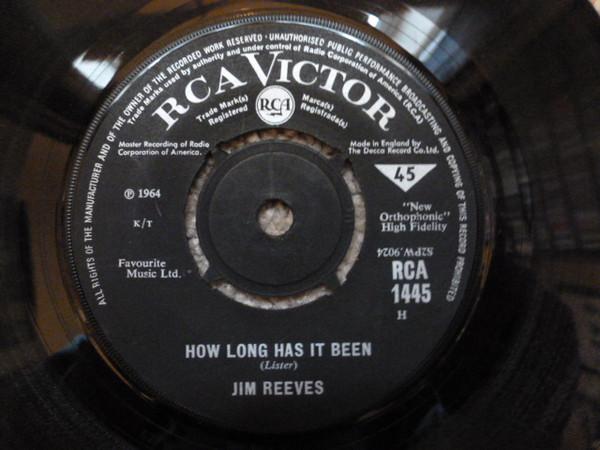 ALL RIGHTS OF THE MANUFACTURER AND OF THE OWNER OF THE RECORDED WORK RESERVED · UNAUTHORISED PUBLIC PERFORMANCE BROADCASTING AND COPYING OF THIS RECORD PROHIBITED
Trade Marks used by authority and under control of Radio Corporation of America. (R.C.A.)
RCA VICTOR
Trade Mark(s)
Registered
RCA
Marca(s)
Registrada(s)
Master Recording of Radio
Corporation of America.
Made in England by
The Decca Record Co. Ltd.
45
℗ 1964
K/T
"New
Orthophonic"
High Fidelity
Favourite
Music Ltd.
S2PW.9024
RCA
1445
H
HOW LONG HAS IT BEEN
(Lister)
JIM REEVES